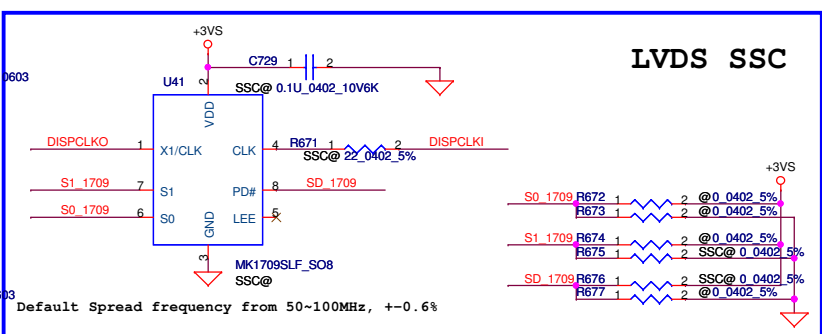 LVDS SSC
+3VS
0603
C729 1 2
SSC@ 0.1U_0402_10V6K
U41
2
VDD
DISPCLKO 1 X1/CLK CLK 4 R671 1 2 DISPCLKI
SSC@ 22_0402_5%
S1_1709 7 S1 PD# 8 SD_1709
S0_1709 6 S0 LEE 5
GND
3
MK1709SLF_SO8
SSC@
+3VS
S0_1709 R672 1 2 @0_0402_5%
R673 1 2 @0_0402_5%
S1_1709 R674 1 2 @0_0402_5%
R675 1 2 SSC@ 0_0402_5%
SD_1709 R676 1 2 SSC@ 0_0402_5%
R677 1 2 @0_0402_5%
603
Default Spread frequency from 50~100MHz, +-0.6%